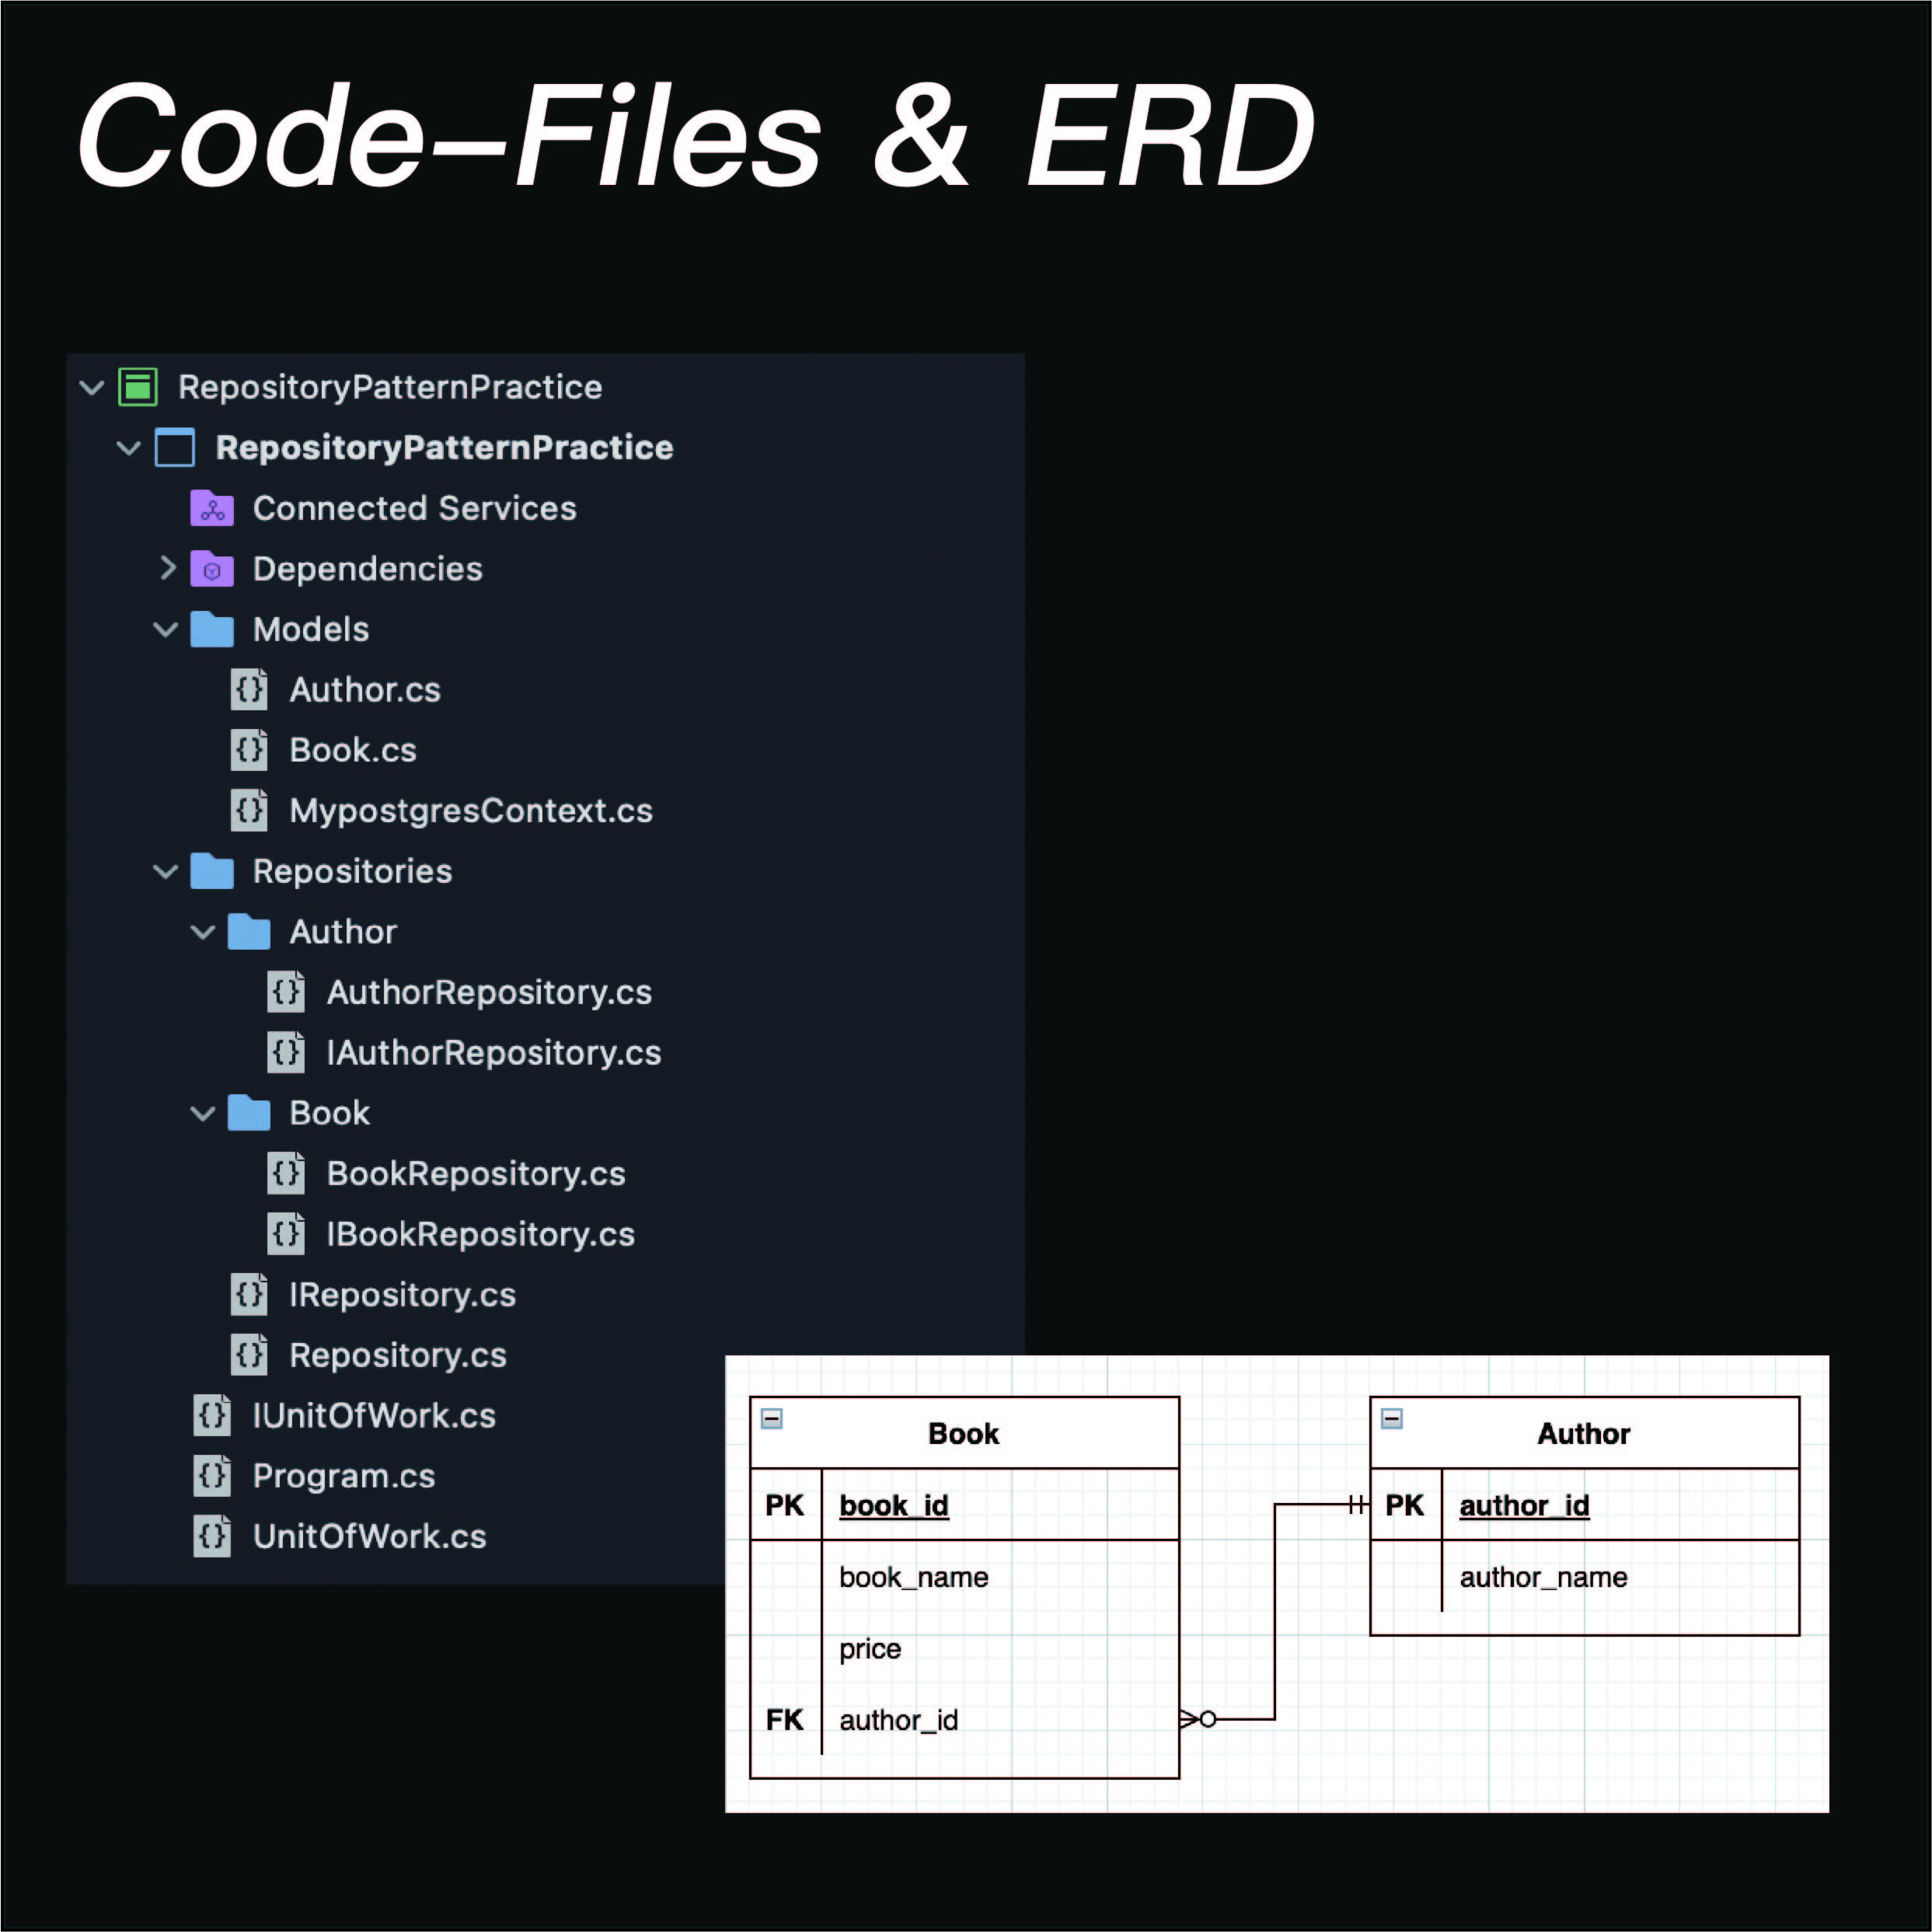 Code–Files & ERD
RepositoryPatternPractice
RepositoryPatternPractice
Connected Services
Dependencies
Models
Author.cs
Book.cs
MypostgresContext.cs
Repositories
Author
AuthorRepository.cs
IAuthorRepository.cs
Book
BookRepository.cs
IBookRepository.cs
IRepository.cs
Repository.cs
IUnitOfWork.cs
Program.cs
UnitOfWork.cs
Book
PK book_id
book_name
price
FK author_id
Author
PK author_id
author_name